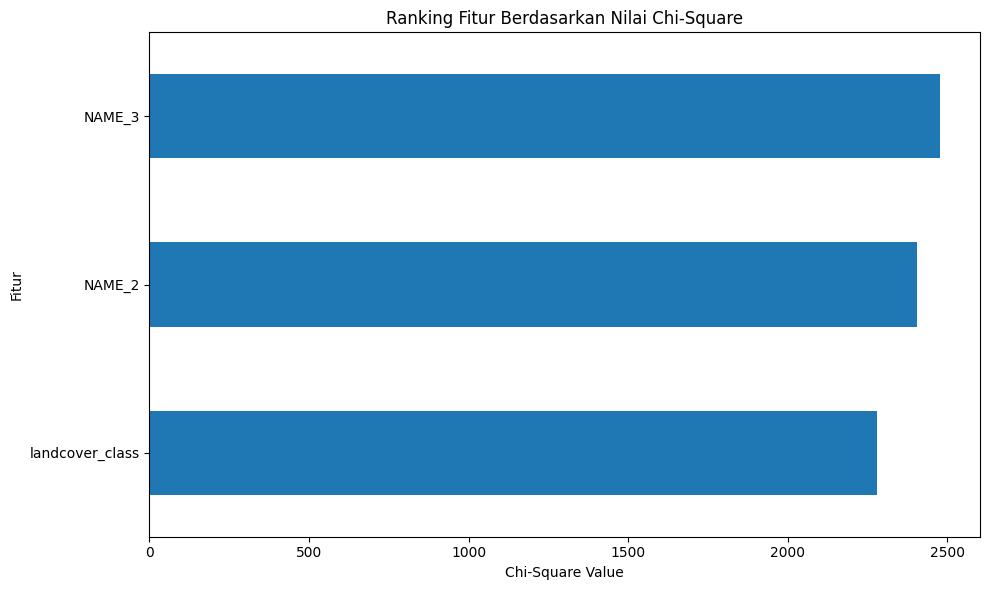 Ranking Fitur Berdasarkan Nilai Chi-Square
NAME_3
NAME_2
landcover_class
Fitur
0 500 1000 1500 2000 2500
Chi-Square Value